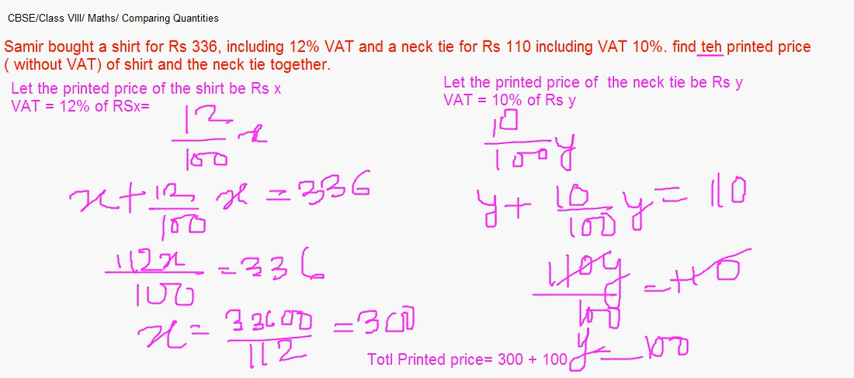 CBSE/Class VIII/ Maths/ Comparing Quantities
Samir bought a shirt for Rs 336, including 12% VAT and a neck tie for Rs 110 including VAT 10%. find teh printed price
( without VAT) of shirt and the neck tie together.
Let the printed price of the shirt be Rs x
VAT = 12% of RSx=
12/100 x
x + 12/100 x = 336
112x/100 = 336
x = 33600/112 = 300
Let the printed price of  the neck tie be Rs y
VAT = 10% of Rs y
10/100 y
y + 10/100 y = 110
110y/100 = 110
y = 100
Totl Printed price= 300 + 100